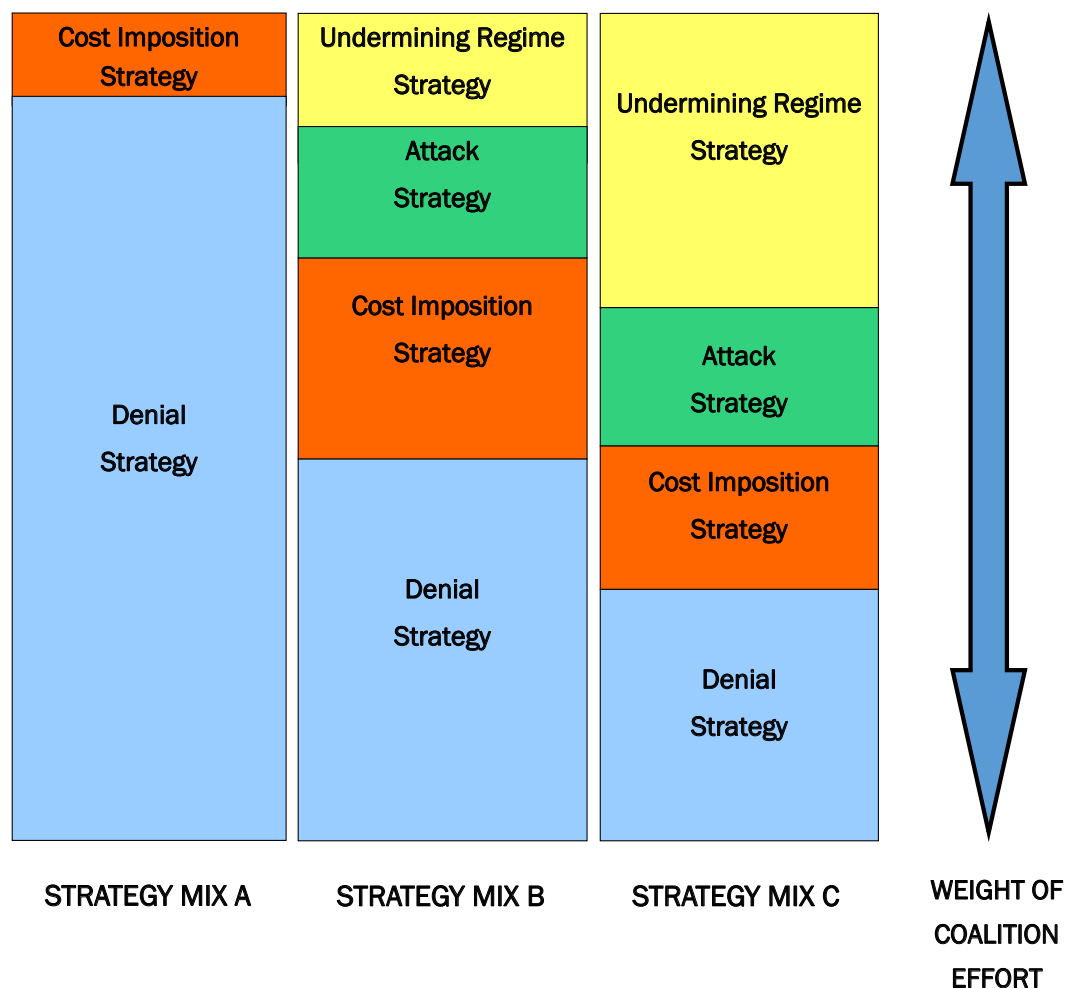 Cost Imposition
Strategy
Denial
Strategy
Undermining Regime
Strategy
Attack
Strategy
Cost Imposition
Strategy
Denial
Strategy
Undermining Regime
Strategy
Attack
Strategy
Cost Imposition
Strategy
Denial
Strategy
STRATEGY MIX A
STRATEGY MIX B
STRATEGY MIX C
WEIGHT OF
COALITION
EFFORT